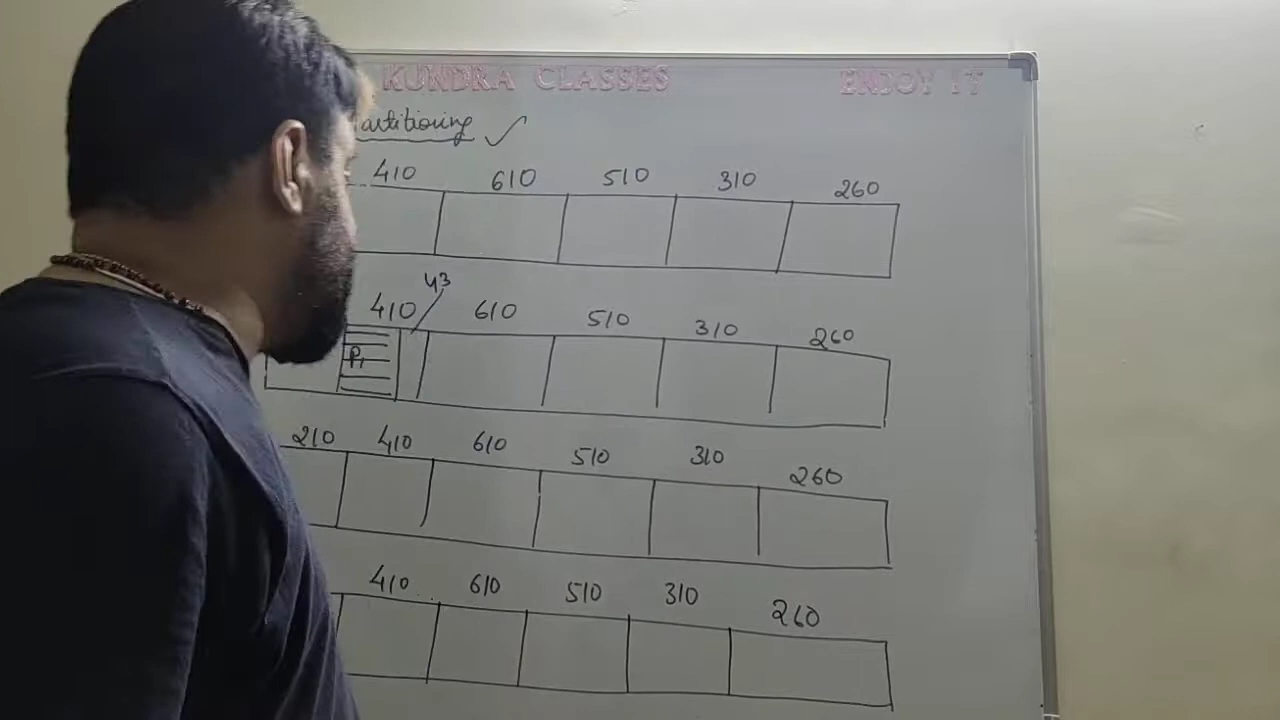 KUNDRA CLASSES ENJOY IT
artitioning ✓
410 610 510 310 260
43
410 610 510 310 260
P1
210 410 610 510 310 260
410 610 510 310 260